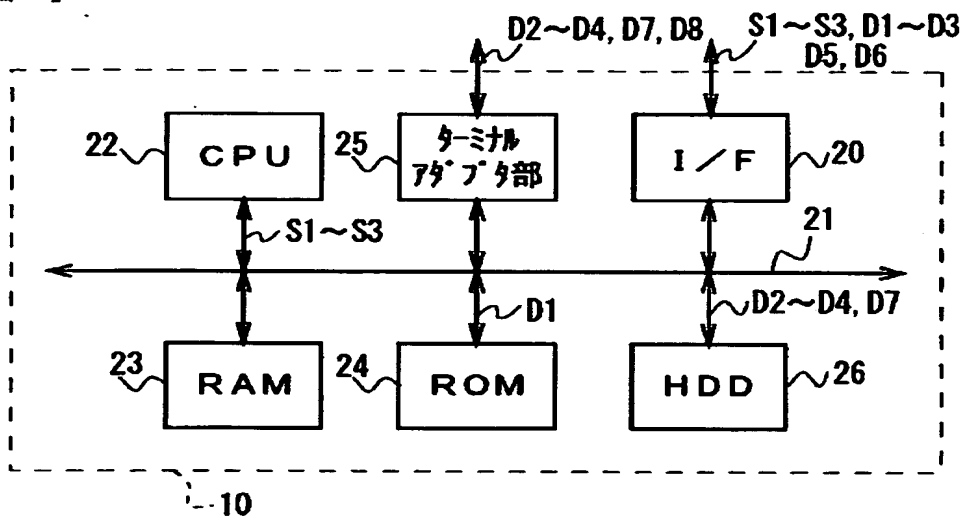 D2～D4, D7, D8
S1～S3, D1～D3
D5, D6
22
CPU
25
ターミナル
アダプタ部
I/F
20
S1～S3
21
D1
D2～D4, D7
23
RAM
24
ROM
HDD
26
10